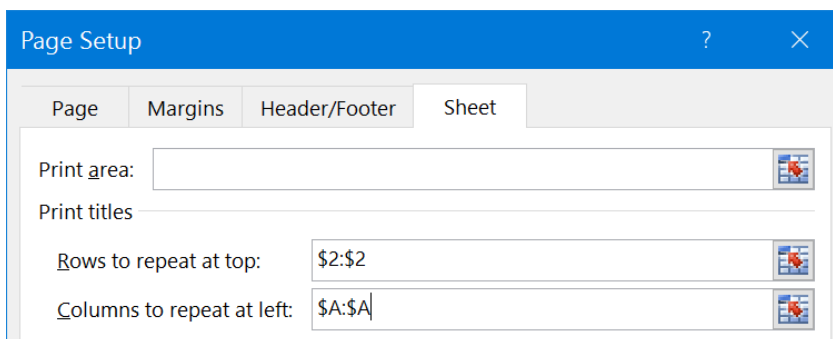 Page Setup ?
Page Margins Header/Footer Sheet
Print area:
Print titles
Rows to repeat at top: $2:$2
Columns to repeat at left: $A:$A